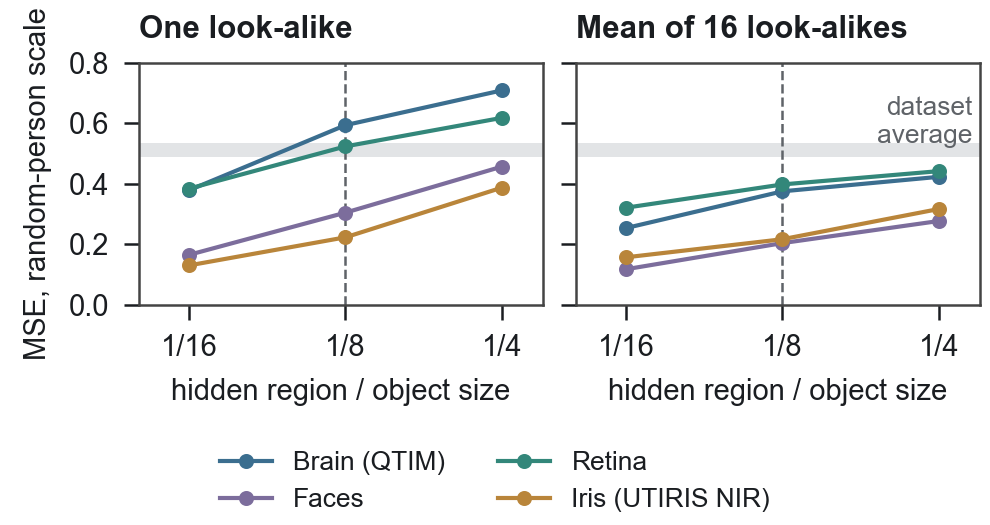 One look-alike
Mean of 16 look-alikes
MSE, random-person scale
0.8
0.6
0.4
0.2
0.0
dataset
average
1/16 1/8 1/4
1/16 1/8 1/4
hidden region / object size
hidden region / object size
Brain (QTIM)
Retina
Faces
Iris (UTIRIS NIR)